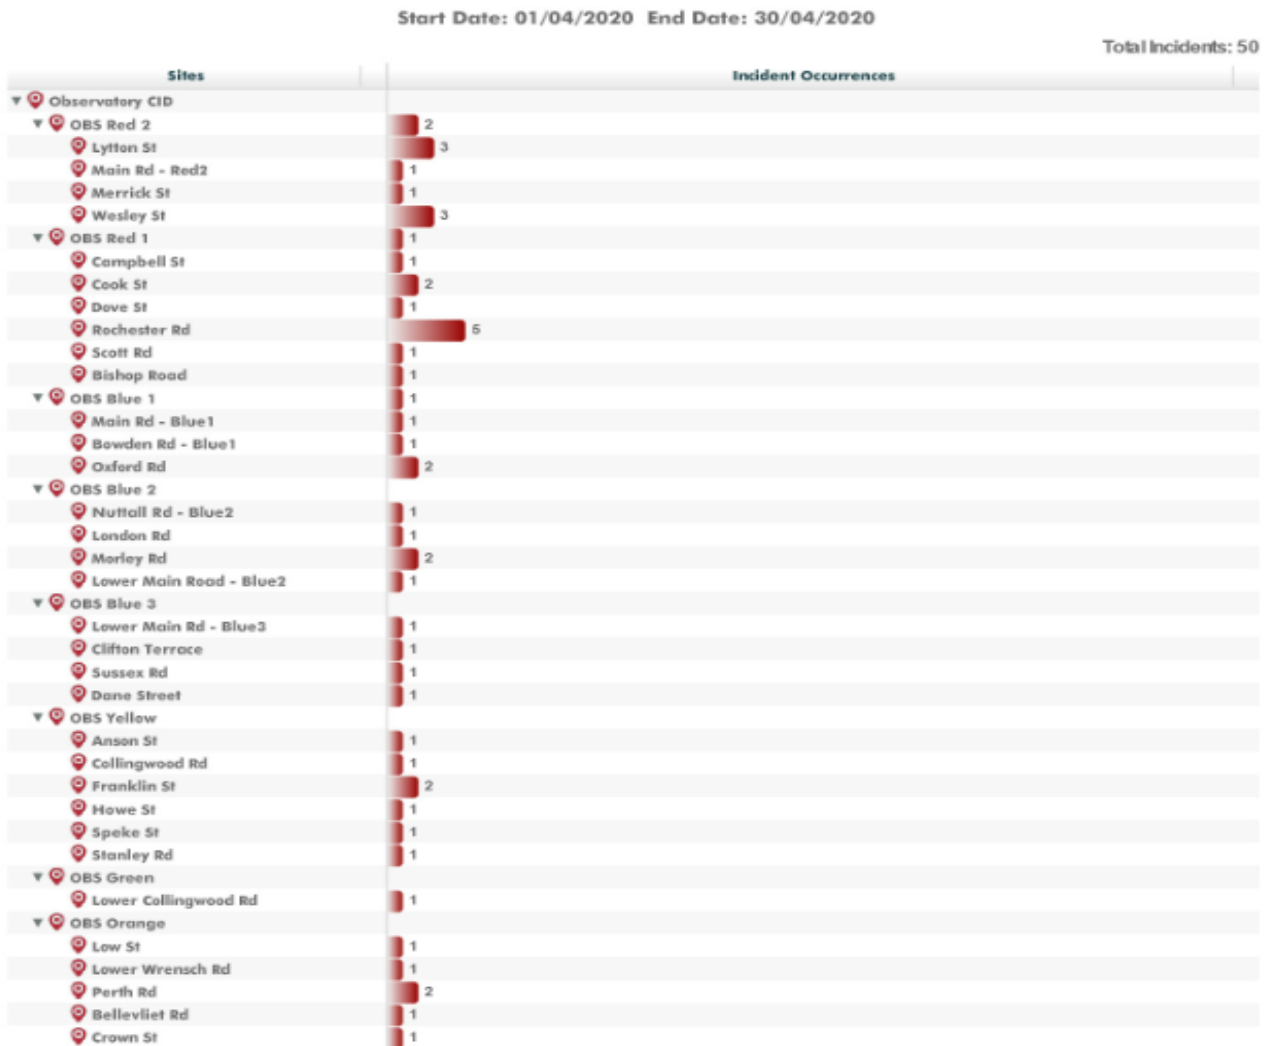 Start Date: 01/04/2020 End Date: 30/04/2020
Total Incidents: 50
Sites Incident Occurrences
Observatory CID
OBS Red 2 2
Lytton St 3
Main Rd - Red2 1
Merrick St 1
Wesley St 3
OBS Red 1 1
Campbell St 1
Cook St 2
Dove St 1
Rochester Rd 5
Scott Rd 1
Bishop Road 1
OBS Blue 1 1
Main Rd - Blue1 1
Bowden Rd - Blue1 1
Oxford Rd 2
OBS Blue 2
Nuttall Rd - Blue2 1
London Rd 1
Morley Rd 2
Lower Main Road - Blue2 1
OBS Blue 3
Lower Main Rd - Blue3 1
Clifton Terrace 1
Sussex Rd 1
Dane Street 1
OBS Yellow
Anson St 1
Collingwood Rd 1
Franklin St 2
Howe St 1
Speke St 1
Stanley Rd 1
OBS Green
Lower Collingwood Rd 1
OBS Orange
Low St 1
Lower Wrensch Rd 1
Perth Rd 2
Bellevliet Rd 1
Crown St 1